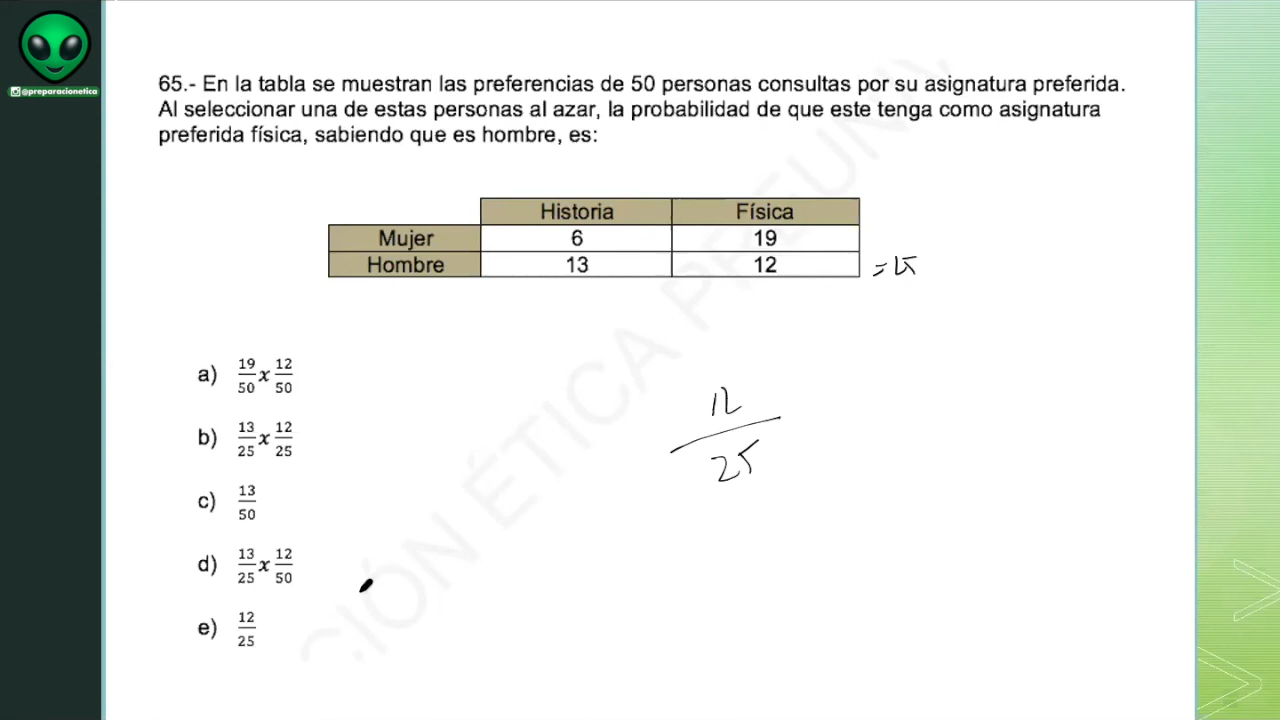 @preparacionetica
65.- En la tabla se muestran las preferencias de 50 personas consultas por su asignatura preferida.
Al seleccionar una de estas personas al azar, la probabilidad de que este tenga como asignatura
preferida física, sabiendo que es hombre, es:
Historia Física
Mujer 6 19
Hombre 13 12 = 25
a) 19/50 x 12/50
b) 13/25 x 12/25
12/25
c) 13/50
d) 13/25 x 12/50
e) 12/25
CIÓN ÉTICA PREUNIV